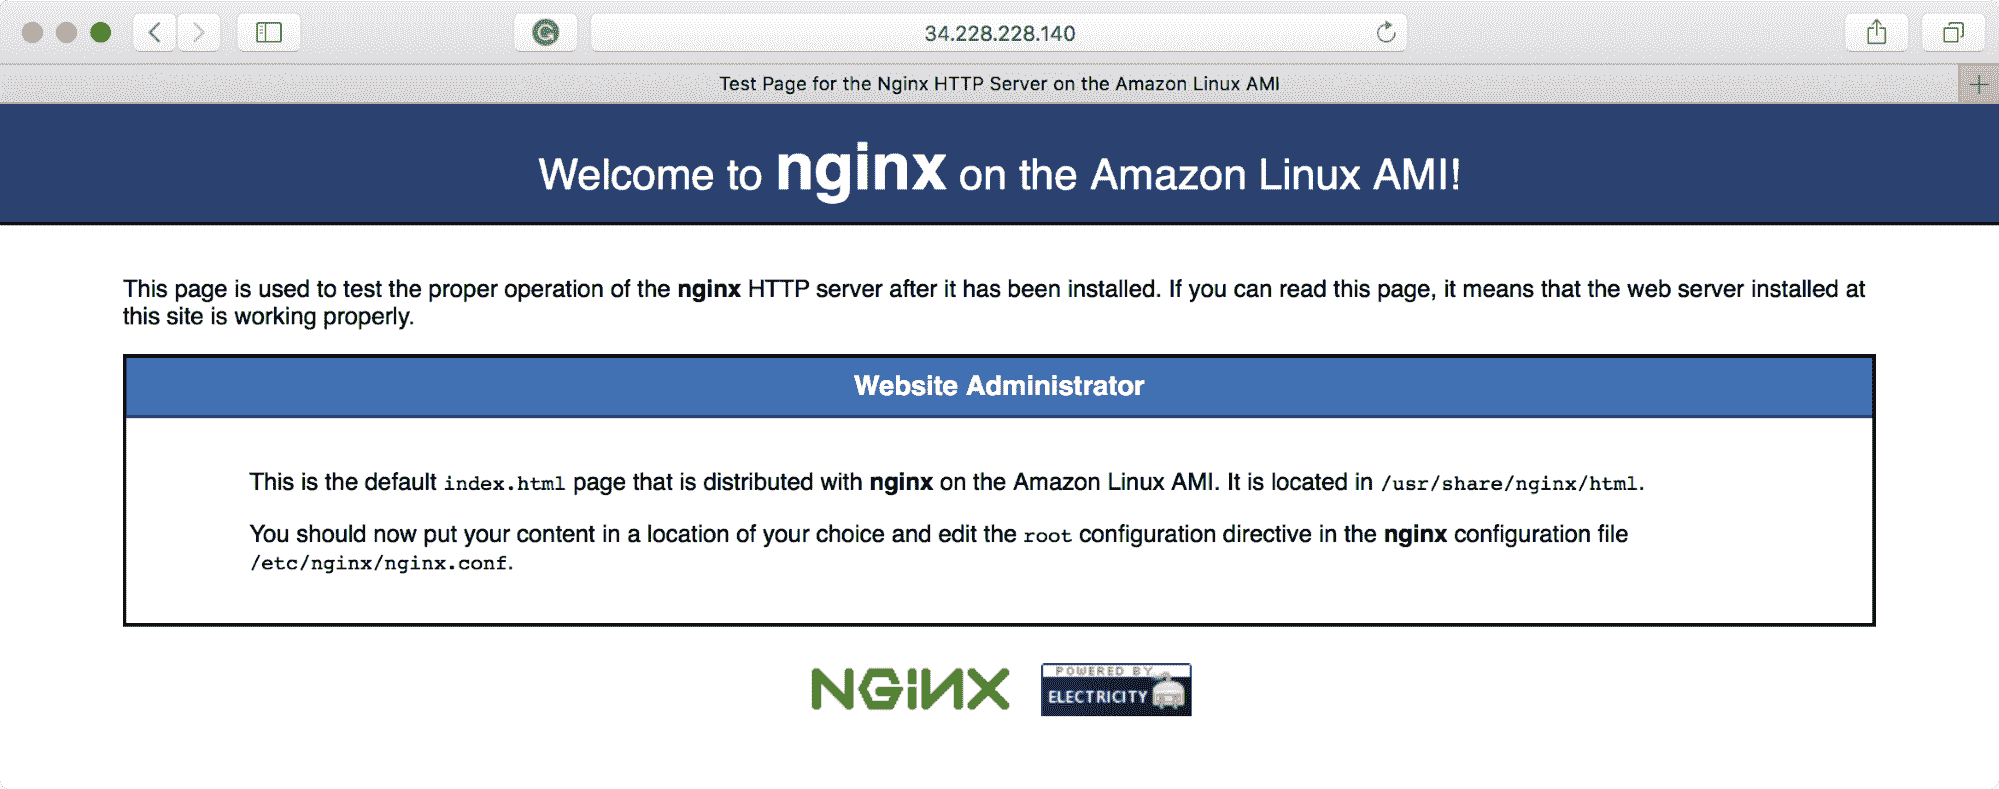 34.228.228.140
Test Page for the Nginx HTTP Server on the Amazon Linux AMI
Welcome to nginx on the Amazon Linux AMI!
This page is used to test the proper operation of the nginx HTTP server after it has been installed. If you can read this page, it means that the web server installed at
this site is working properly.
Website Administrator
This is the default index.html page that is distributed with nginx on the Amazon Linux AMI. It is located in /usr/share/nginx/html.
You should now put your content in a location of your choice and edit the root configuration directive in the nginx configuration file
/etc/nginx/nginx.conf.
NGINX
POWERED BY
ELECTRICITY